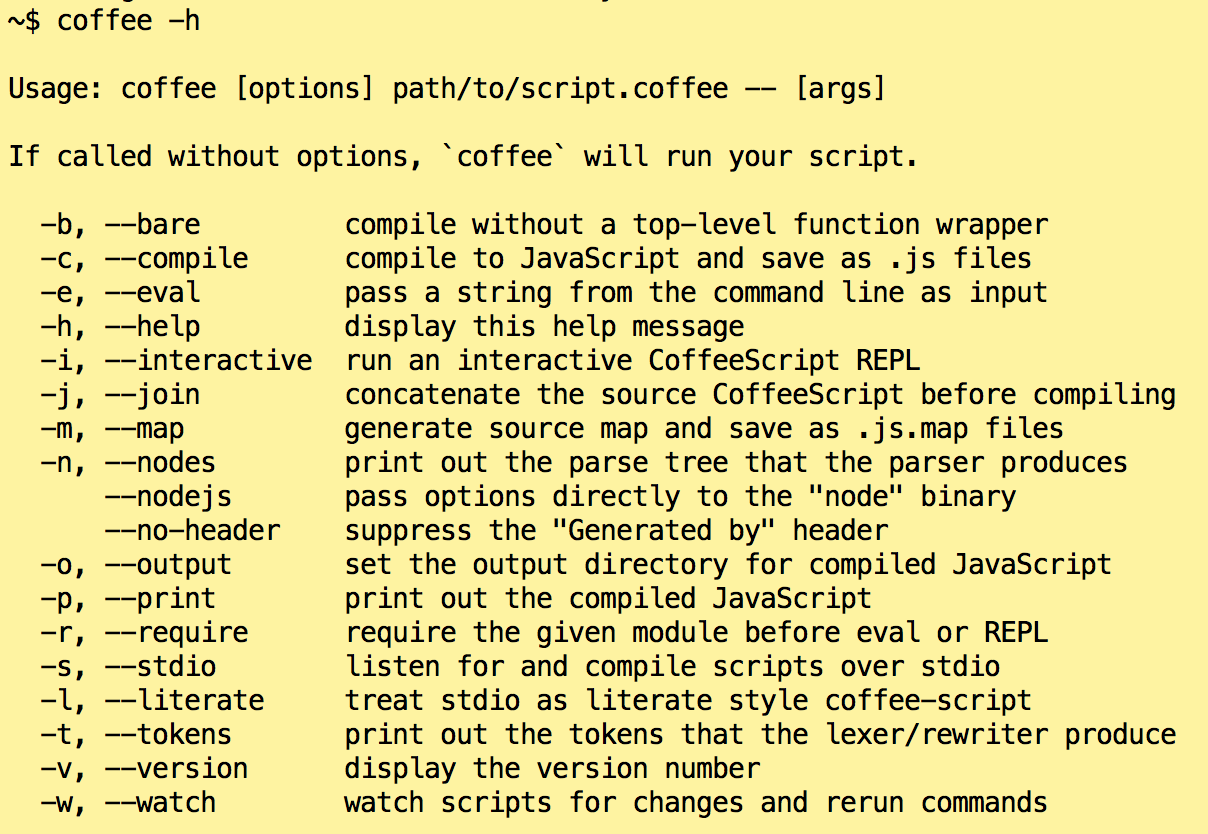 ~$ coffee -h
Usage: coffee [options] path/to/script.coffee -- [args]
If called without options, `coffee` will run your script.
-b, --bare compile without a top-level function wrapper
-c, --compile compile to JavaScript and save as .js files
-e, --eval pass a string from the command line as input
-h, --help display this help message
-i, --interactive run an interactive CoffeeScript REPL
-j, --join concatenate the source CoffeeScript before compiling
-m, --map generate source map and save as .js.map files
-n, --nodes print out the parse tree that the parser produces
--nodejs pass options directly to the "node" binary
--no-header suppress the "Generated by" header
-o, --output set the output directory for compiled JavaScript
-p, --print print out the compiled JavaScript
-r, --require require the given module before eval or REPL
-s, --stdio listen for and compile scripts over stdio
-l, --literate treat stdio as literate style coffee-script
-t, --tokens print out the tokens that the lexer/rewriter produce
-v, --version display the version number
-w, --watch watch scripts for changes and rerun commands